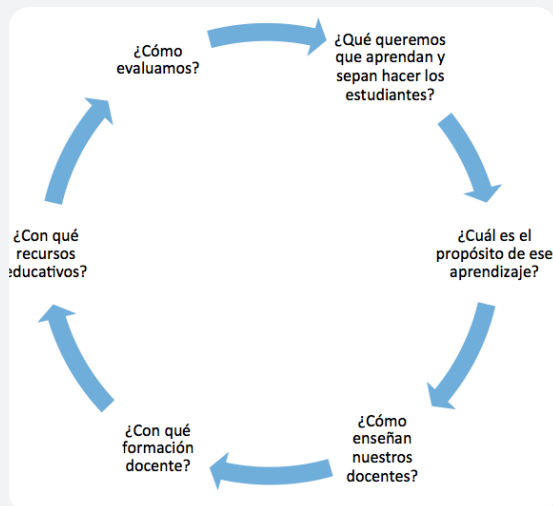 ¿Cómo
evaluamos?
¿Qué queremos
que aprendan y
sepan hacer los
estudiantes?
¿Cuál es el
propósito de ese
aprendizaje?
¿Cómo
enseñan
nuestros
docentes?
¿Con qué
formación
docente?
¿Con qué
recursos
educativos?